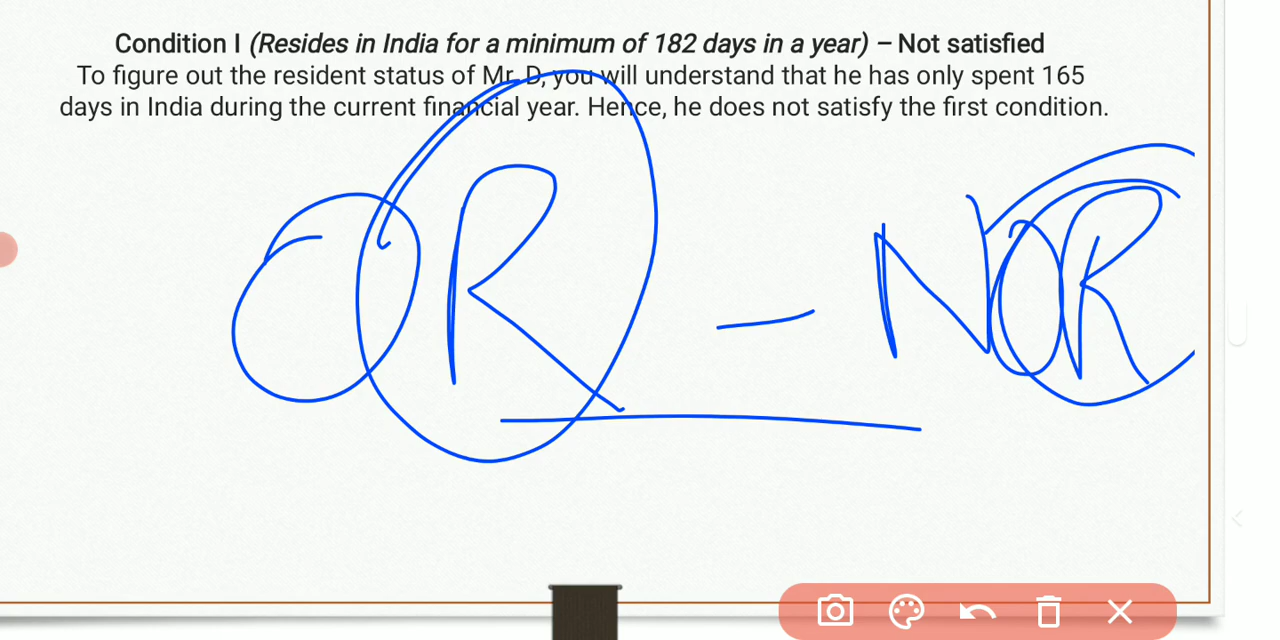 Condition I (Resides in India for a minimum of 182 days in a year) – Not satisfied
To figure out the resident status of Mr. D, you will understand that he has only spent 165
days in India during the current financial year. Hence, he does not satisfy the first condition.
OR – NOR